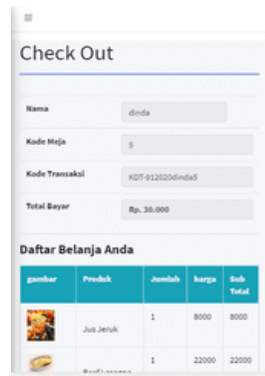 Check Out
Nama dinda
Kode Meja 5
Kode Transaksi KDT-912020dinda5
Total Bayar Rp. 30.000
Daftar Belanja Anda
gambar Produk Jumlah harga Sub Total
Jus Jeruk 1 8000 8000
1 22000 22000